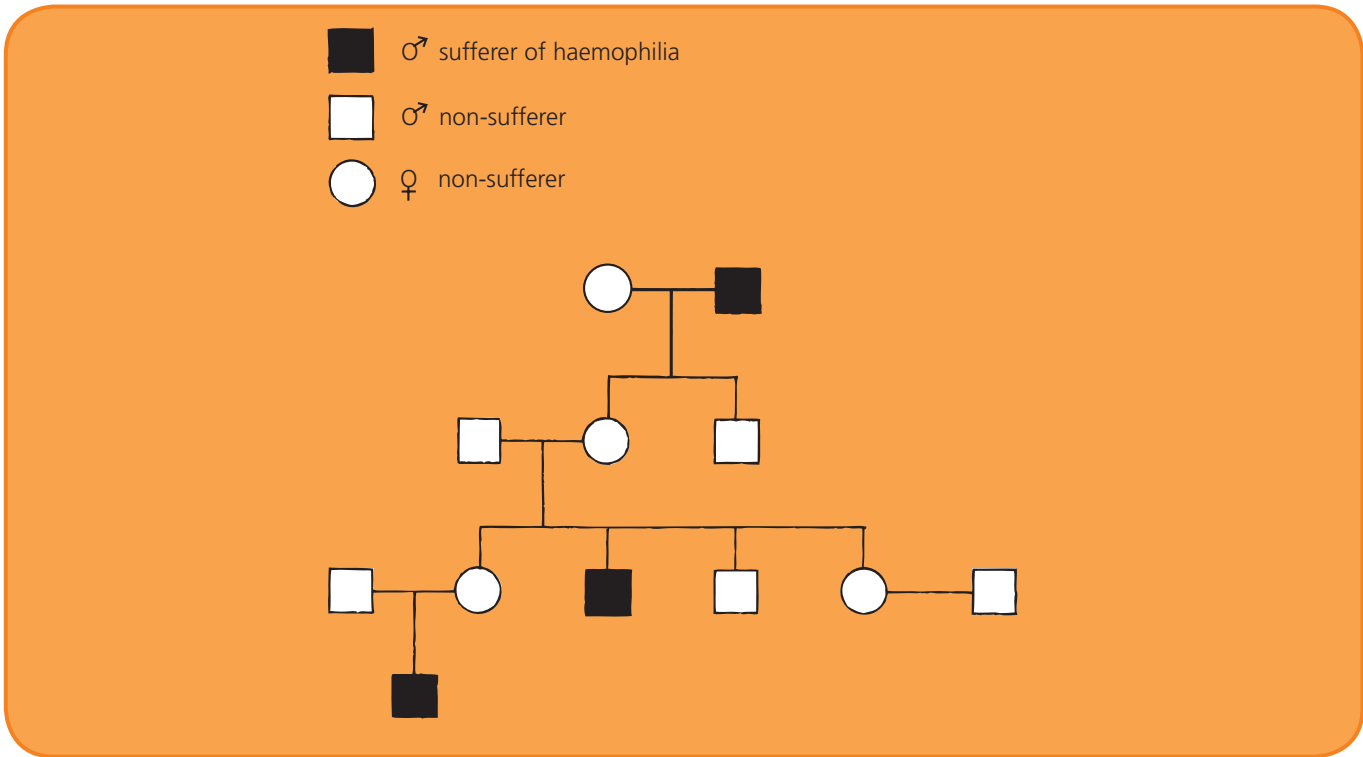 ♂ sufferer of haemophilia
♂ non-sufferer
♀ non-sufferer